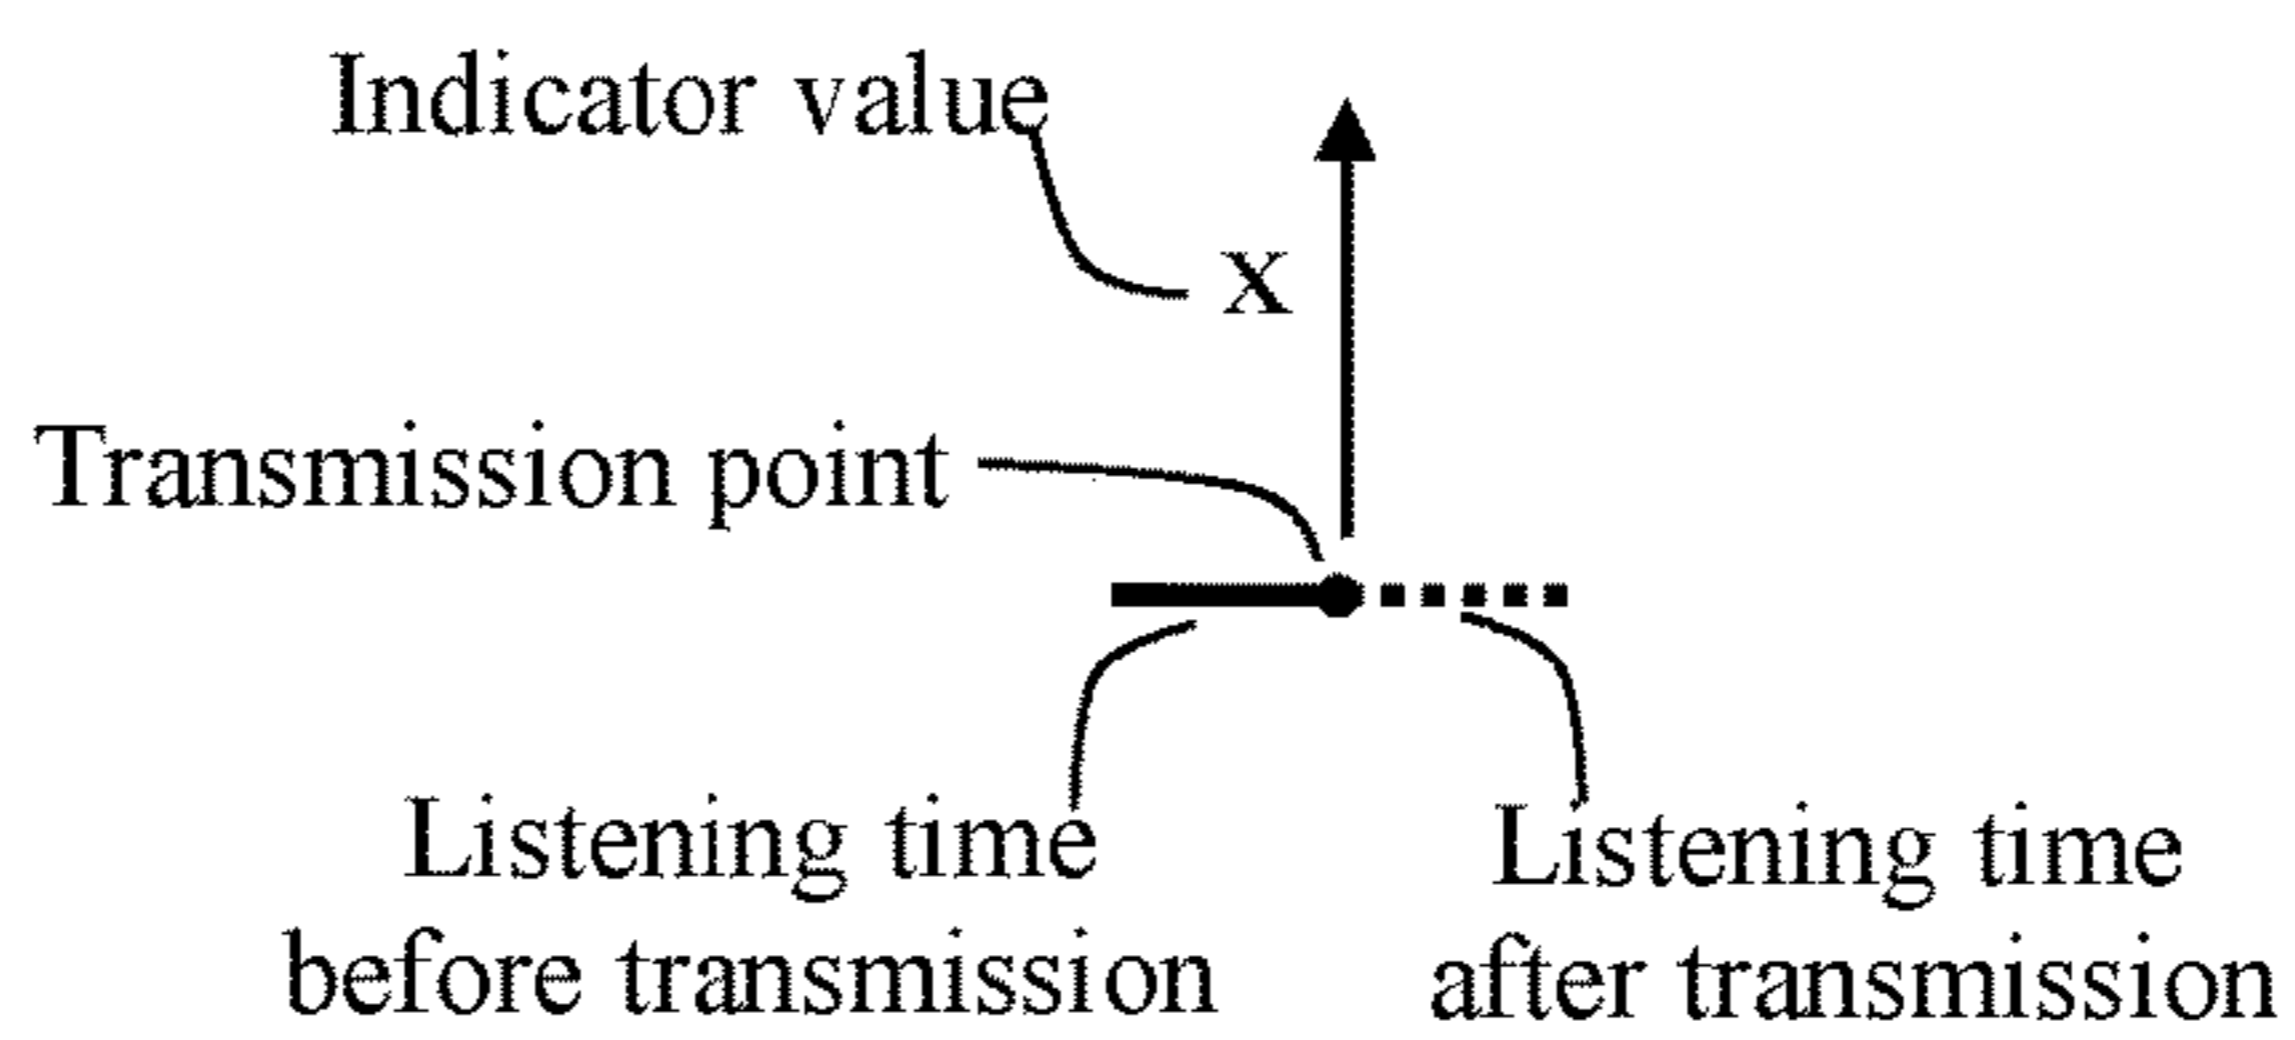 Indicator value
X
Transmission point
Listening time
before transmission
Listening time
after transmission